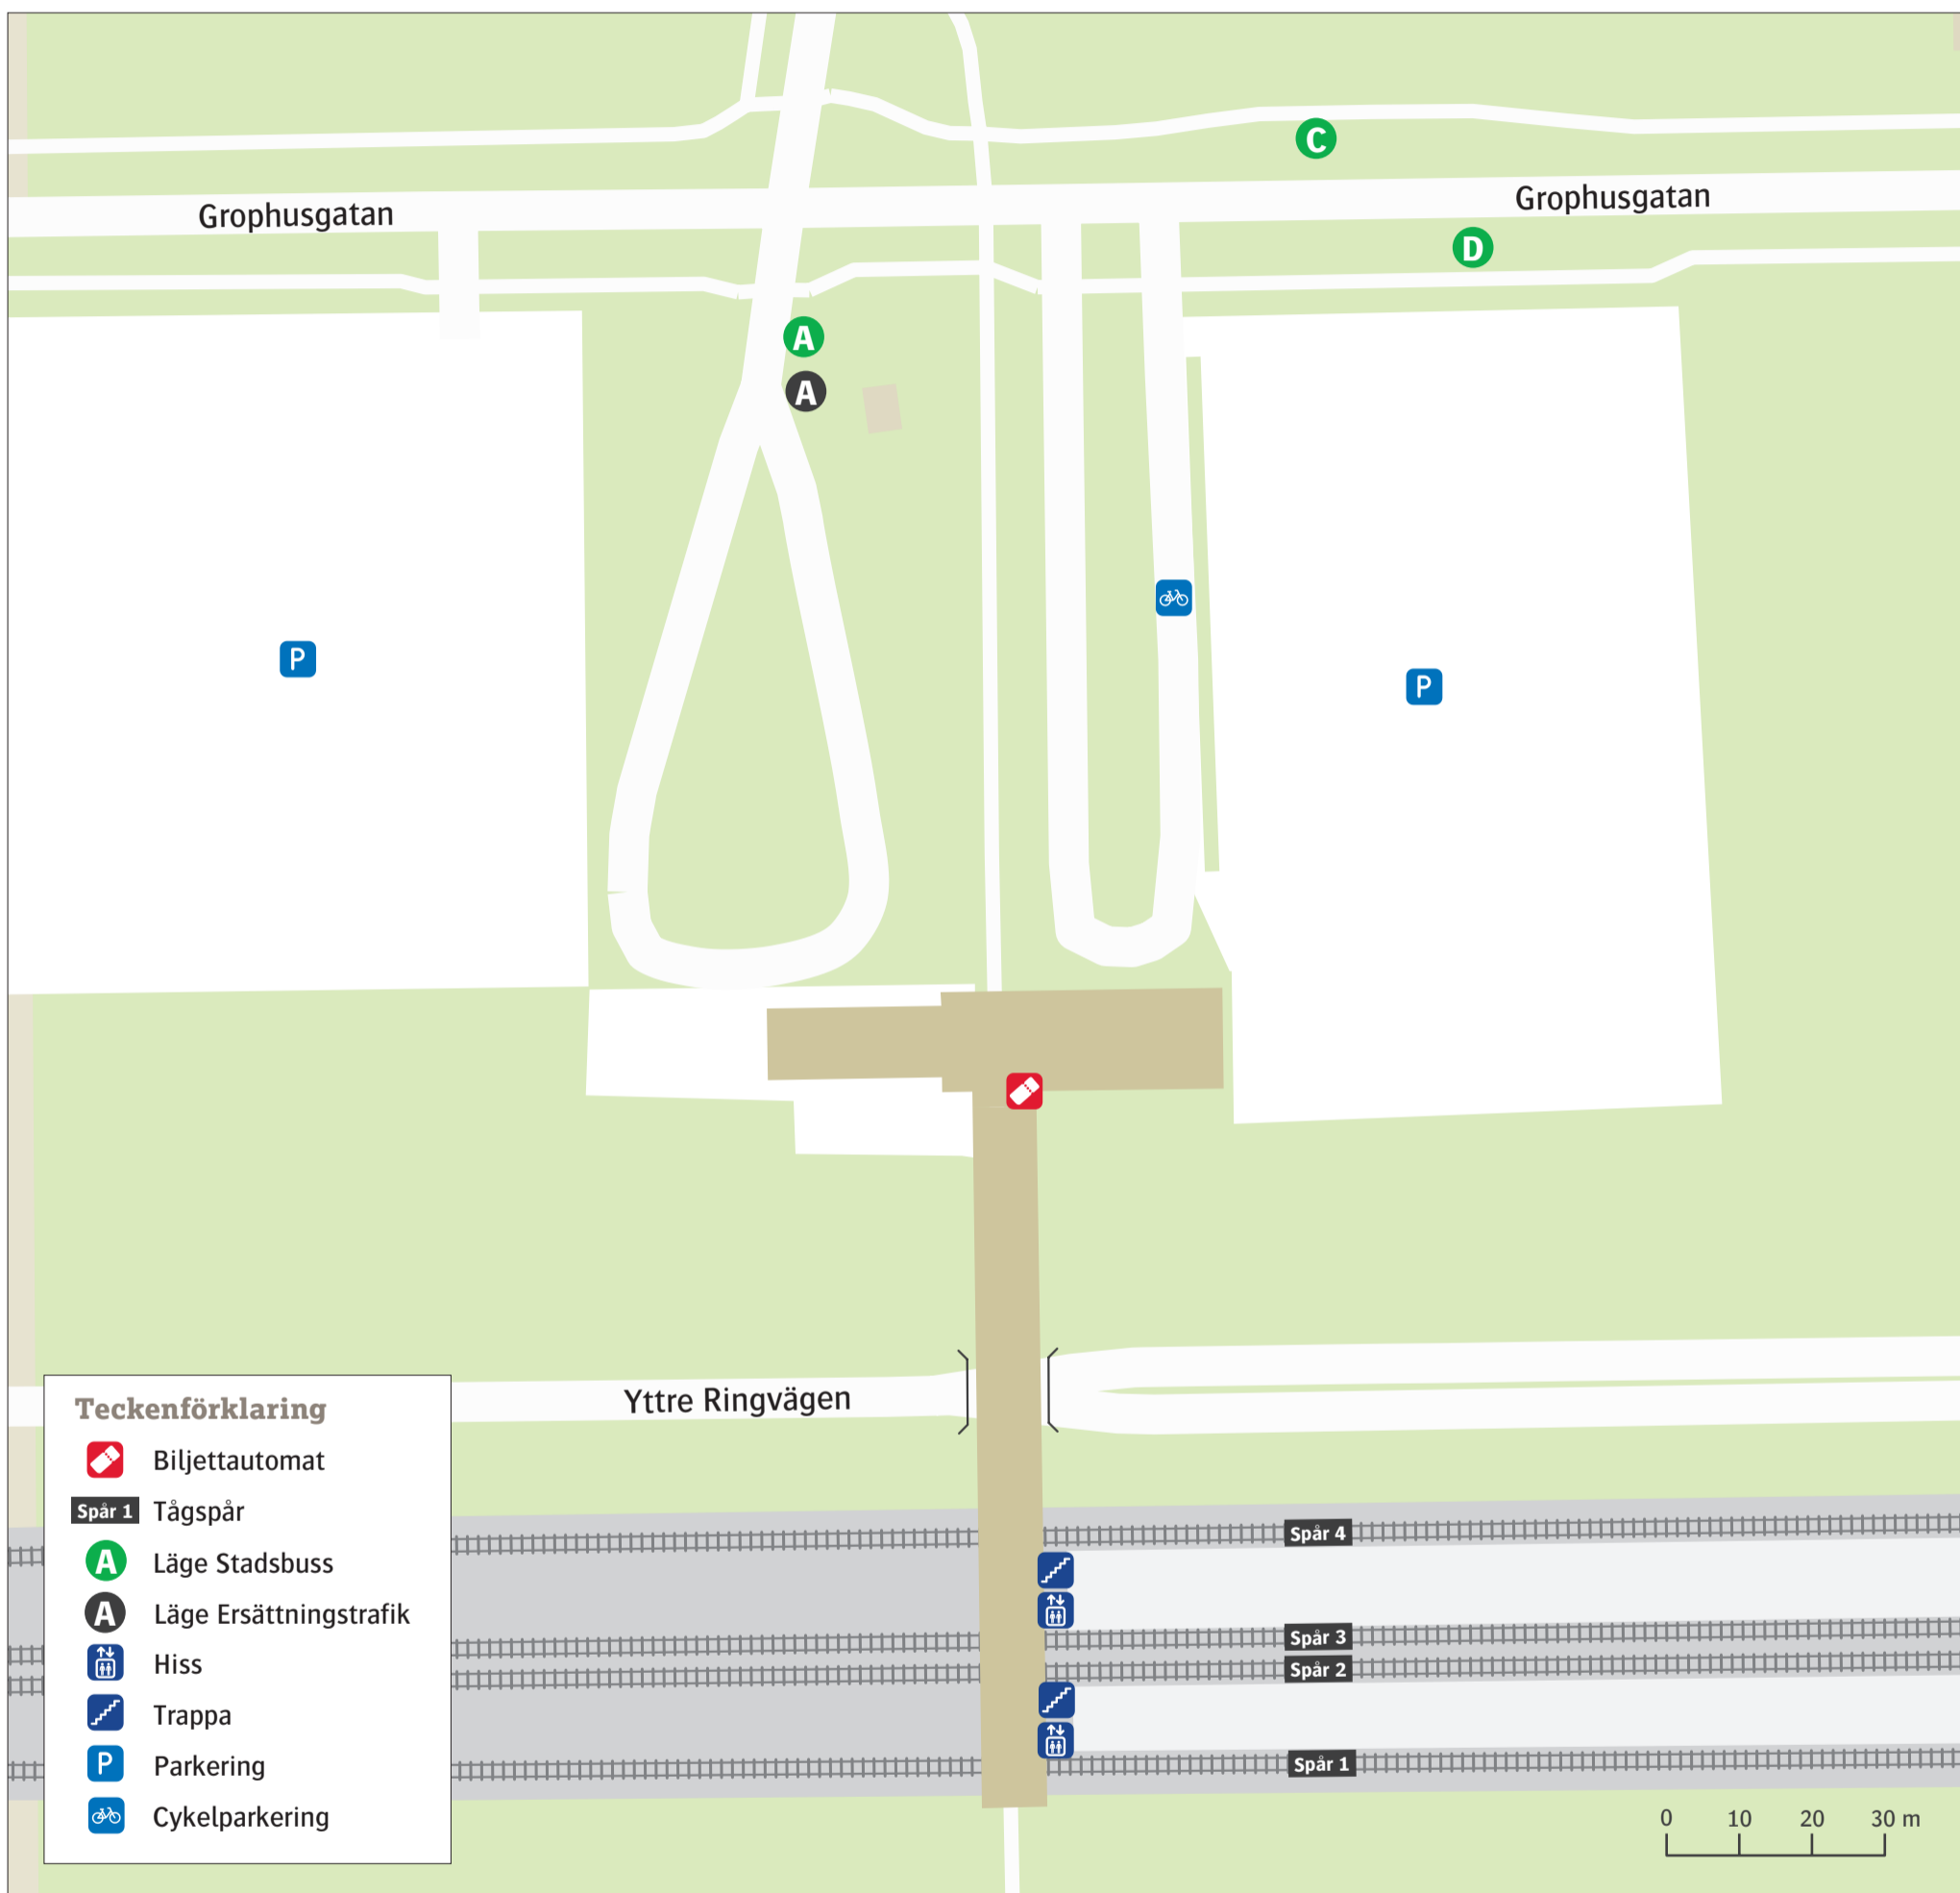 C
Grophusgatan
Grophusgatan
D
A
A
P
P
Yttre Ringvägen
Teckenförklaring
Biljettautomat
Spår 1 Tågspår
A Läge Stadsbuss
A Läge Ersättningstrafik
Hiss
Trappa
P Parkering
Cykelparkering
Spår 4
Spår 3
Spår 2
Spår 1
0 10 20 30 m